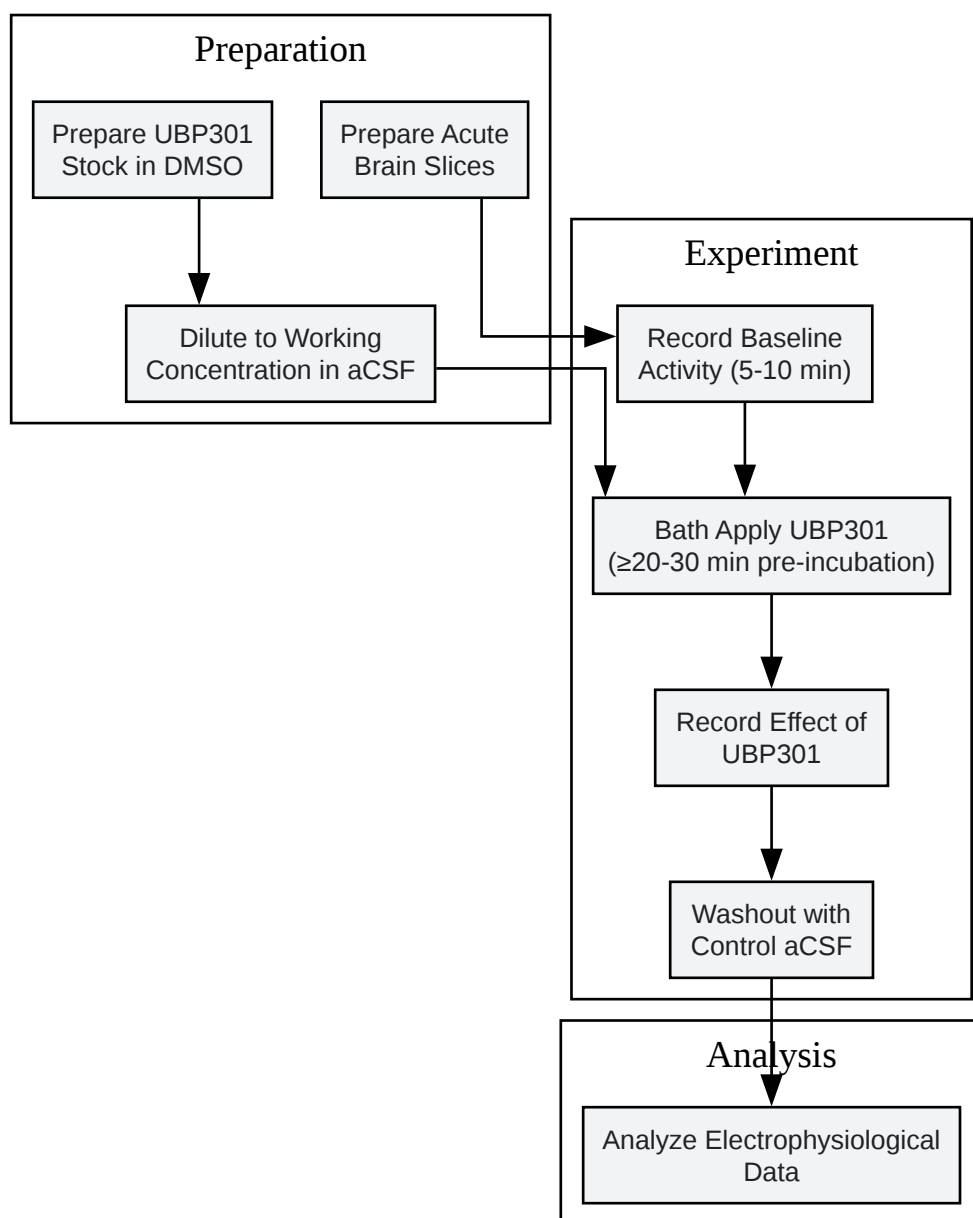 Preparation
Prepare UBP301
Stock in DMSO
Prepare Acute
Brain Slices
Dilute to Working
Concentration in aCSF
Experiment
Record Baseline
Activity (5-10 min)
Bath Apply UBP301
(≥20-30 min pre-incubation)
Record Effect of
UBP301
Washout with
Control aCSF
Analysis
Analyze Electrophysiological
Data